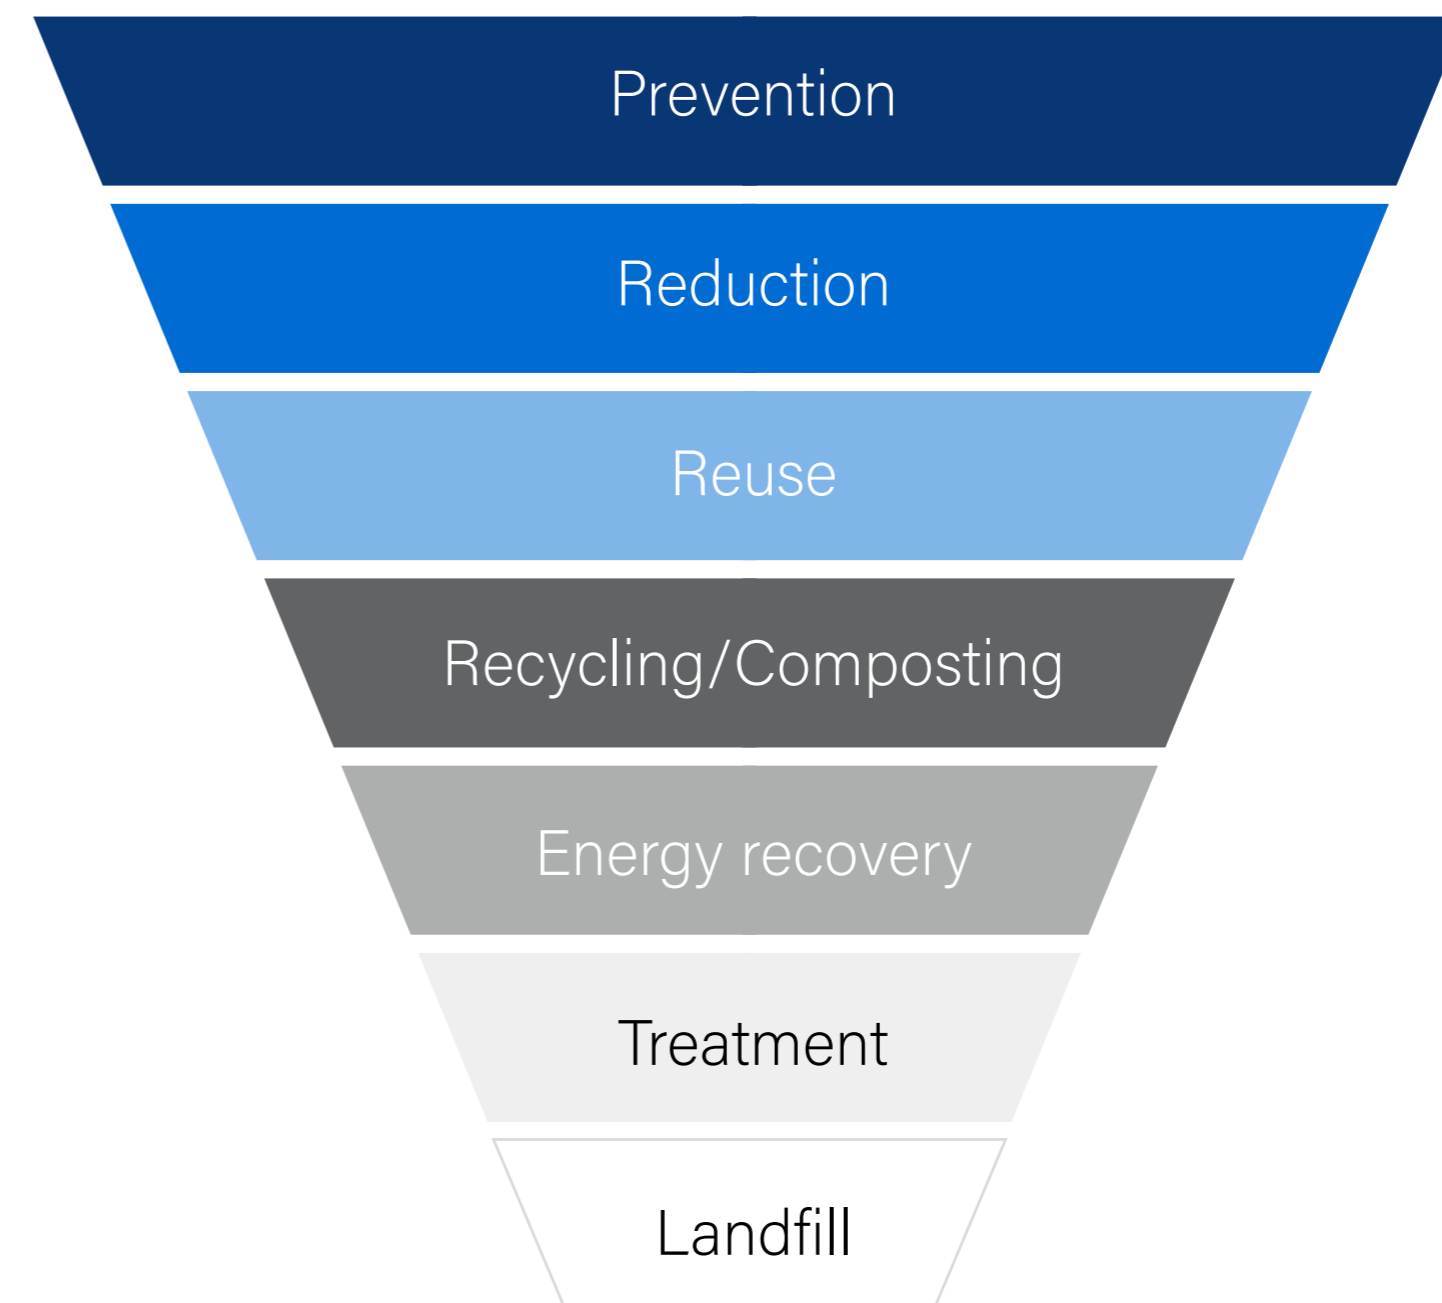 Prevention
Reduction
Reuse
Recycling/Composting
Energy recovery
Treatment
Landfill